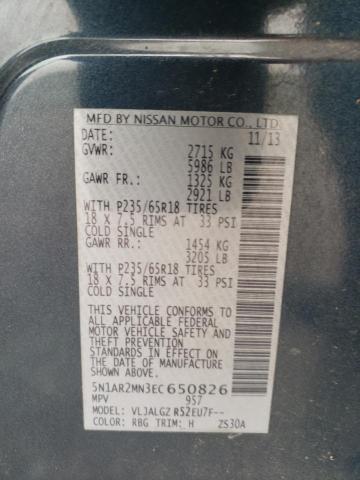 MFD BY NISSAN MOTOR CO., LTD.
DATE: 11/13
GVWR: 2715 KG
5986 LB
GAWR FR.: 1325 KG
2921 LB
WITH P235/65R18 TIRES
18 X 7.5 RIMS AT 33 PSI
COLD SINGLE
GAWR RR.: 1454 KG
3205 LB
WITH P235/65R18 TIRES
18 X 7.5 RIMS AT 33 PSI
COLD SINGLE
THIS VEHICLE CONFORMS TO
ALL APPLICABLE FEDERAL
MOTOR VEHICLE SAFETY AND
THEFT PREVENTION
STANDARDS IN EFFECT ON
THE DATE OF MANUFACTURE
SHOWN ABOVE.
5N1AR2MN3EC650826
MPV 957
MODEL: VLJALGZ R52EU7F--
COLOR: RBG TRIM: H ZS30A